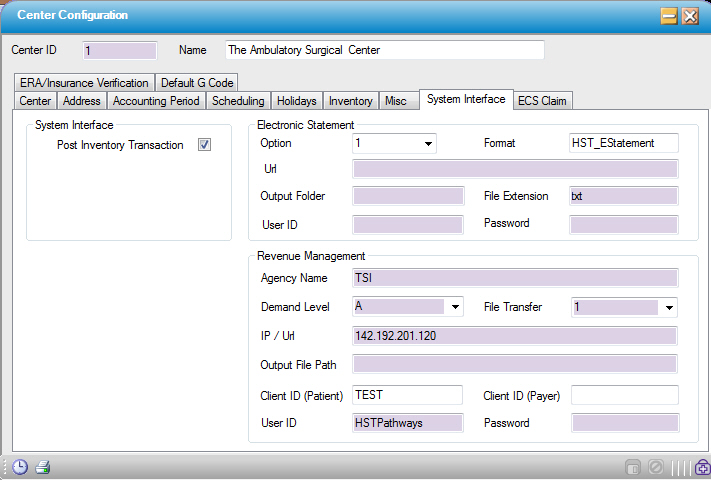 Center Configuration
Center ID 1 Name The Ambulatory Surgical Center
ERA/Insurance Verification Default G Code
Center Address Accounting Period Scheduling Holidays Inventory Misc System Interface ECS Claim
System Interface
Post Inventory Transaction
Electronic Statement
Option 1 Format HST_EStatement
Url
Output Folder File Extension txt
User ID Password
Revenue Management
Agency Name TSI
Demand Level A File Transfer 1
IP / Url 142.192.201.120
Output File Path
Client ID (Patient) TEST Client ID (Payer)
User ID HSTPathways Password